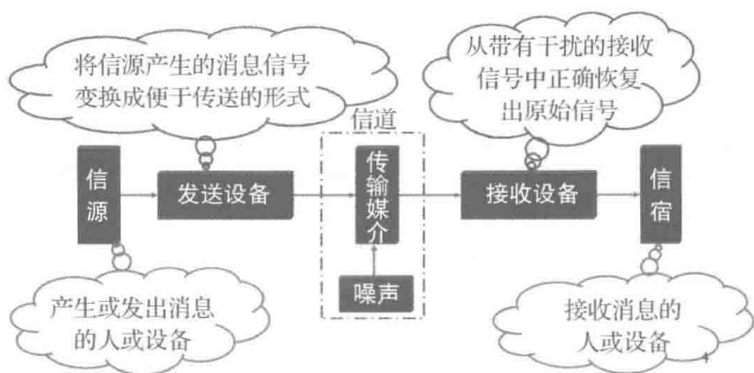 将信源产生的消息信号
变换成便于传送的形式
从带有干扰的接收
信号中正确恢复
出原始信号
信道
信源
发送设备
传输媒介
接收设备
信宿
噪声
产生或发出消息
的人或设备
接收消息的
人或设备
4